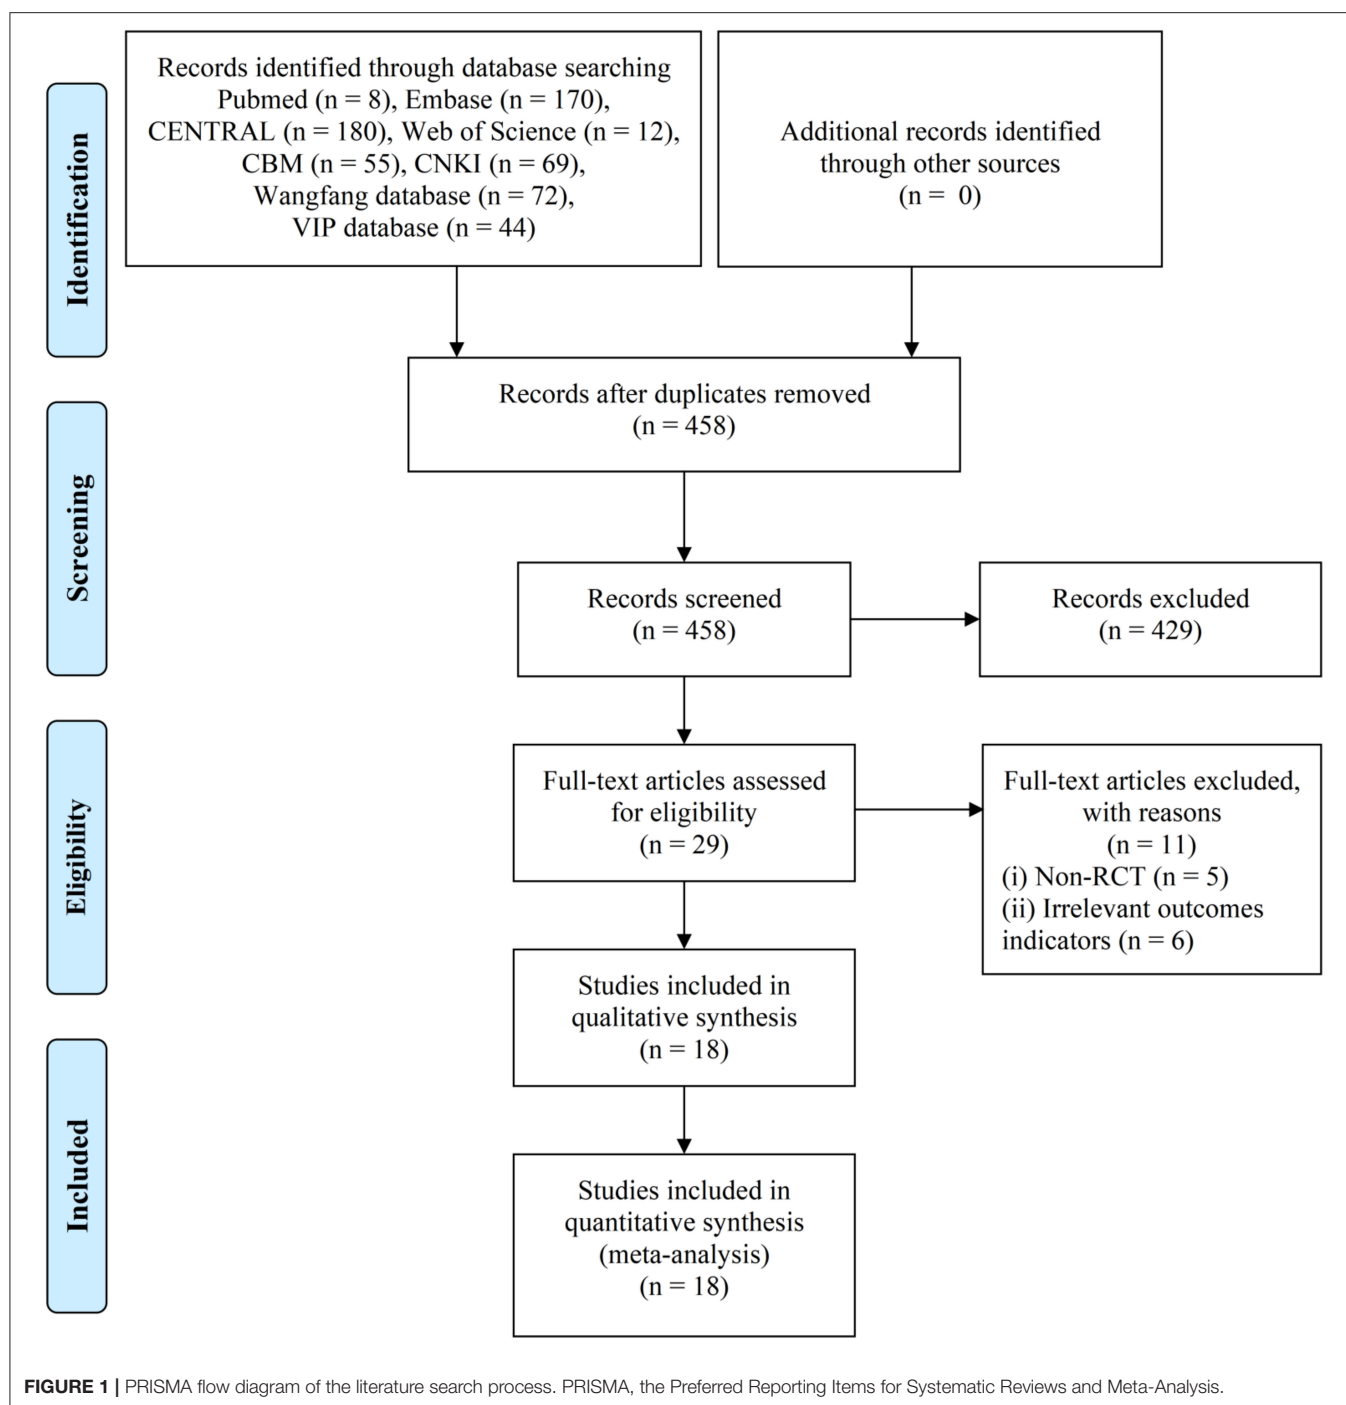 Identification
Records identified through database searching
Pubmed (n = 8), Embase (n = 170),
CENTRAL (n = 180), Web of Science (n = 12),
CBM (n = 55), CNKI (n = 69),
Wangfang database (n = 72),
VIP database (n = 44)
Additional records identified
through other sources
(n = 0)
Screening
Records after duplicates removed
(n = 458)
Records screened
(n = 458)
Records excluded
(n = 429)
Eligibility
Full-text articles assessed
for eligibility
(n = 29)
Full-text articles excluded,
with reasons
(n = 11)
(i) Non-RCT (n = 5)
(ii) Irrelevant outcomes
indicators (n = 6)
Studies included in
qualitative synthesis
(n = 18)
Included
Studies included in
quantitative synthesis
(meta-analysis)
(n = 18)
FIGURE 1 | PRISMA flow diagram of the literature search process. PRISMA, the Preferred Reporting Items for Systematic Reviews and Meta-Analysis.